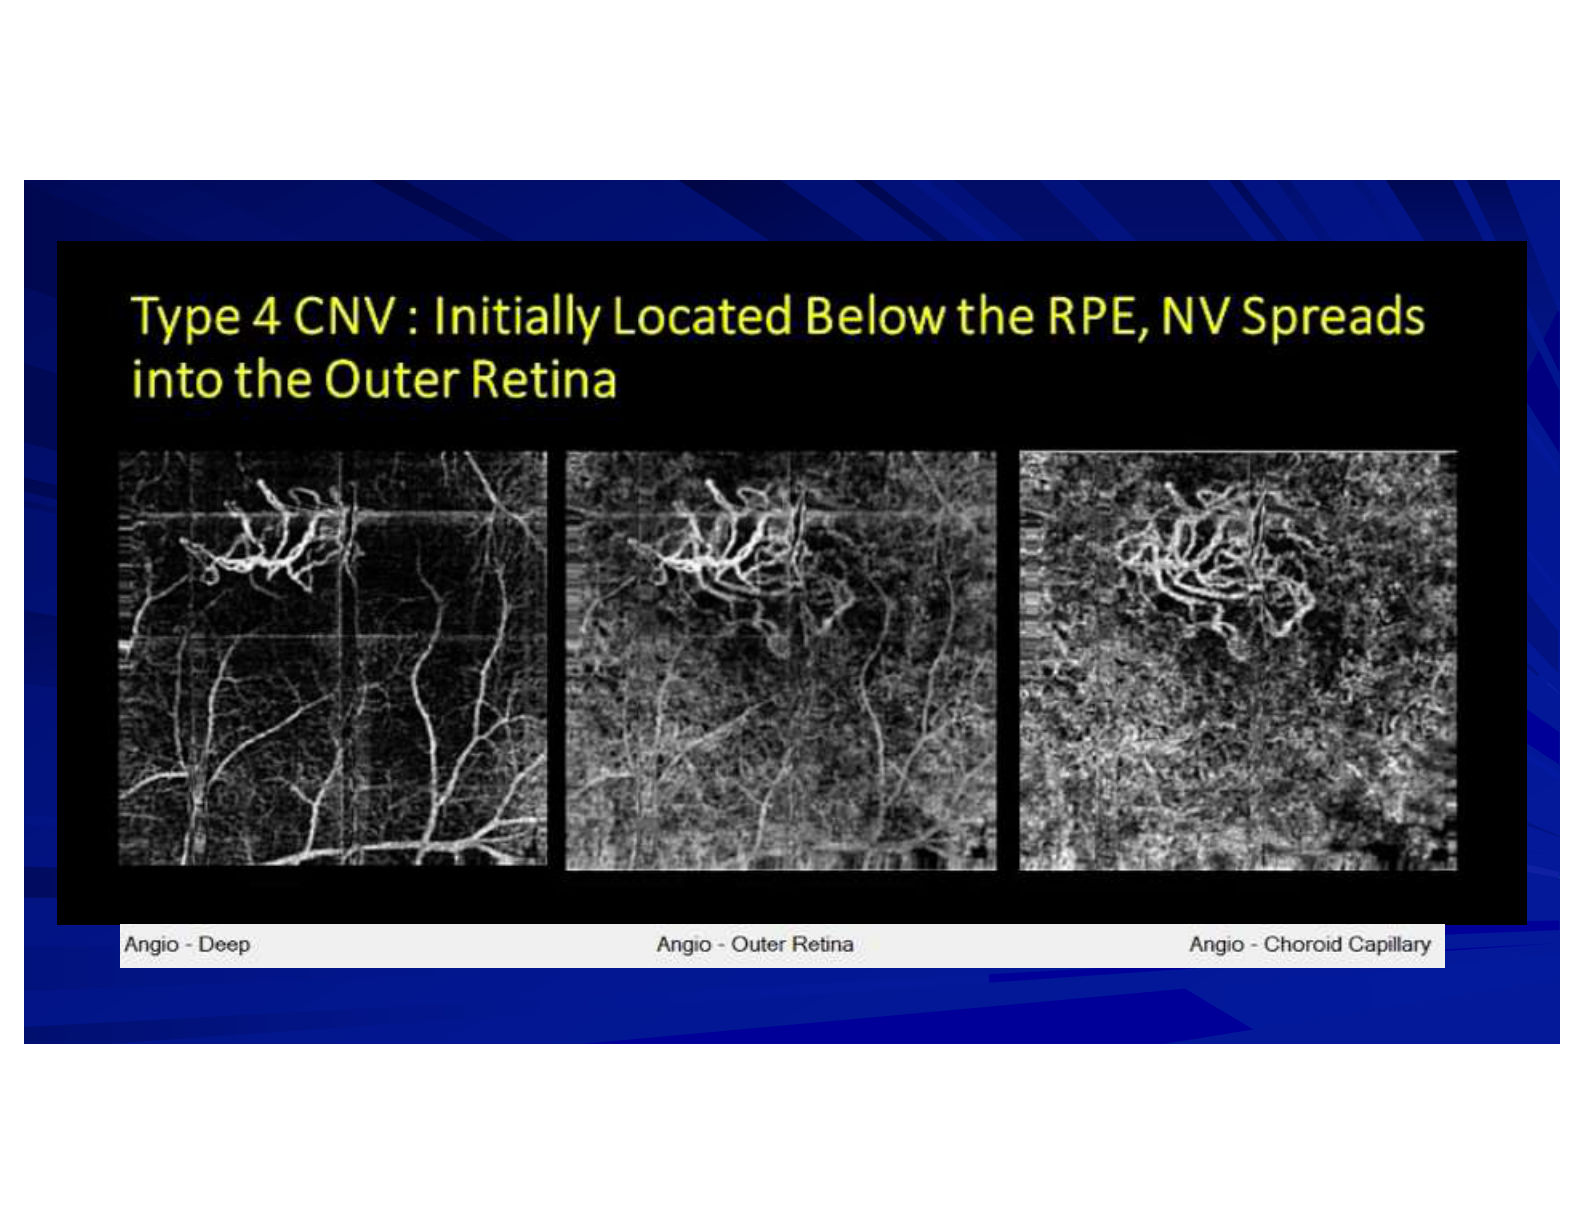 Type 4 CNV : Initially Located Below the RPE, NV Spreads
into the Outer Retina
Angio - Deep
Angio - Outer Retina
Angio - Choroid Capillary